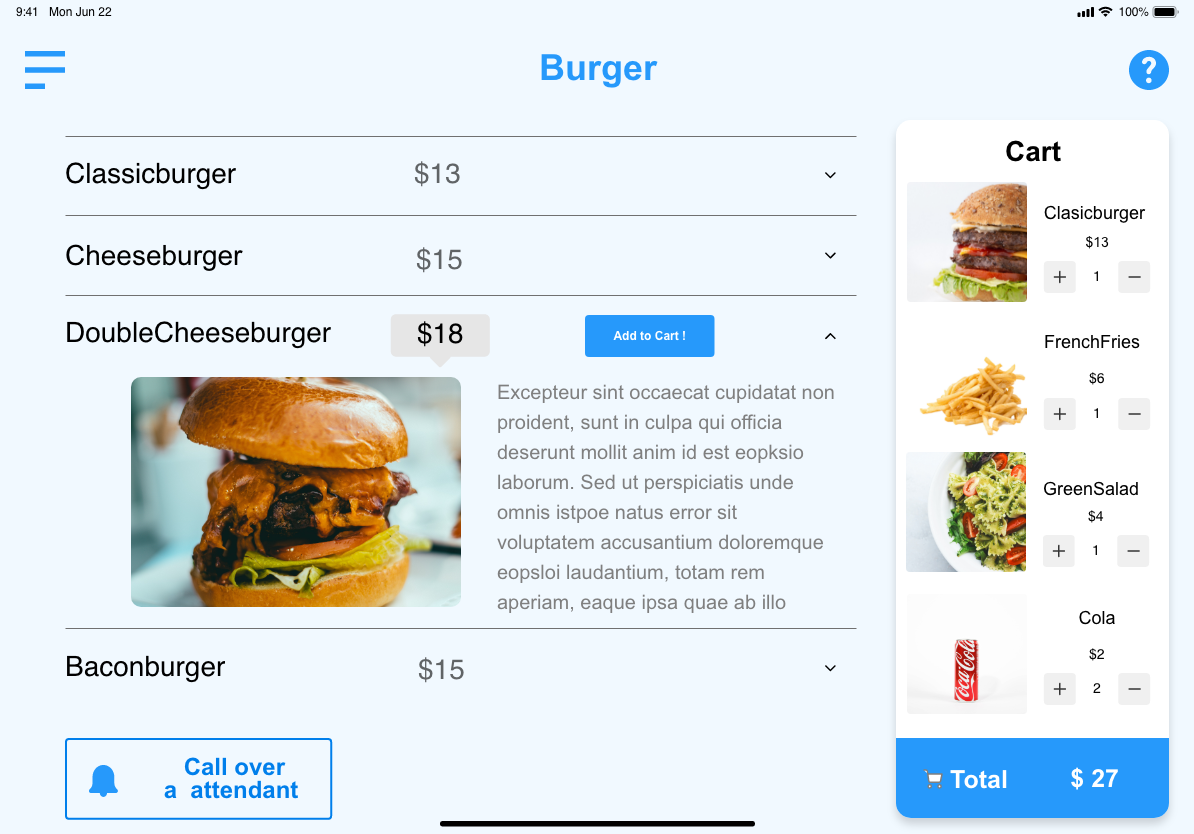 9:41 Mon Jun 22
100%
Burger
?
Classicburger $13
Cheeseburger $15
DoubleCheeseburger $18 Add to Cart !
Excepteur sint occaecat cupidatat non
proident, sunt in culpa qui officia
deserunt mollit anim id est eopksio
laborum. Sed ut perspiciatis unde
omnis istpoe natus error sit
voluptatem accusantium doloremque
eopsloi laudantium, totam rem
aperiam, eaque ipsa quae ab illo
Baconburger $15
Call over
a attendant
Cart
Clasicburger
$13
+ 1 −
FrenchFries
$6
+ 1 −
GreenSalad
$4
+ 1 −
Cola
$2
Coca-Cola
+ 2 −
Total $ 27